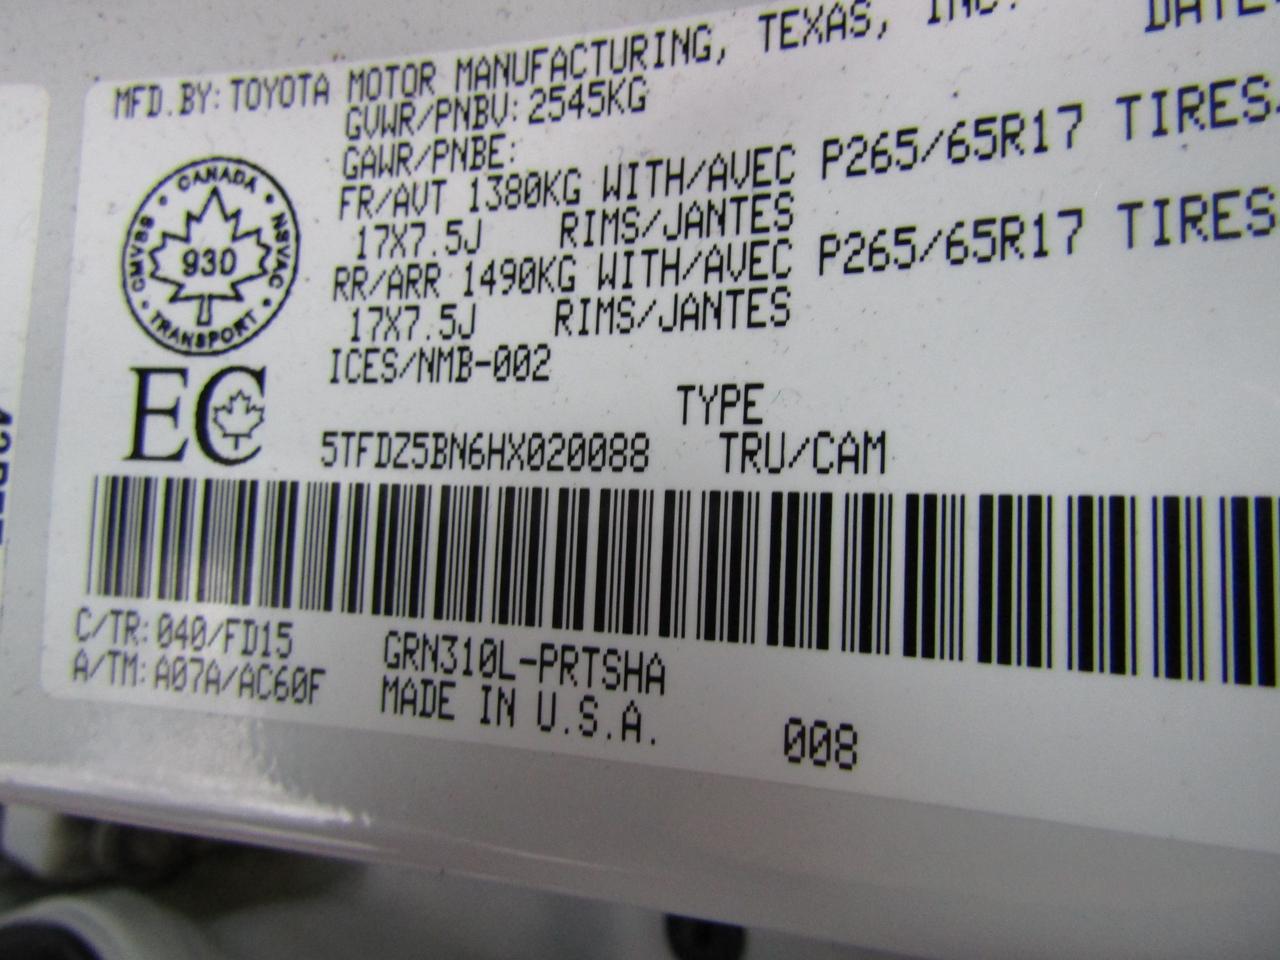 MFD.BY: TOYOTA MOTOR MANUFACTURING, TEXAS, INC. DATE
GVWR/PNBV: 2545KG
GAWR/PNBE:
FR/AVT 1380KG WITH/AVEC P265/65R17 TIRES
17X7.5J RIMS/JANTES
RR/ARR 1490KG WITH/AVEC P265/65R17 TIRES
17X7.5J RIMS/JANTES
ICES/NMB-002
CANADA
CMVSS 930 NSVAC
TRANSPORT
EC
TYPE
5TFDZ5BN6HX020088 TRU/CAM
C/TR: 040/FD15 GRN310L-PRTSHA
A/TM: A07A/AC60F MADE IN U.S.A. 008